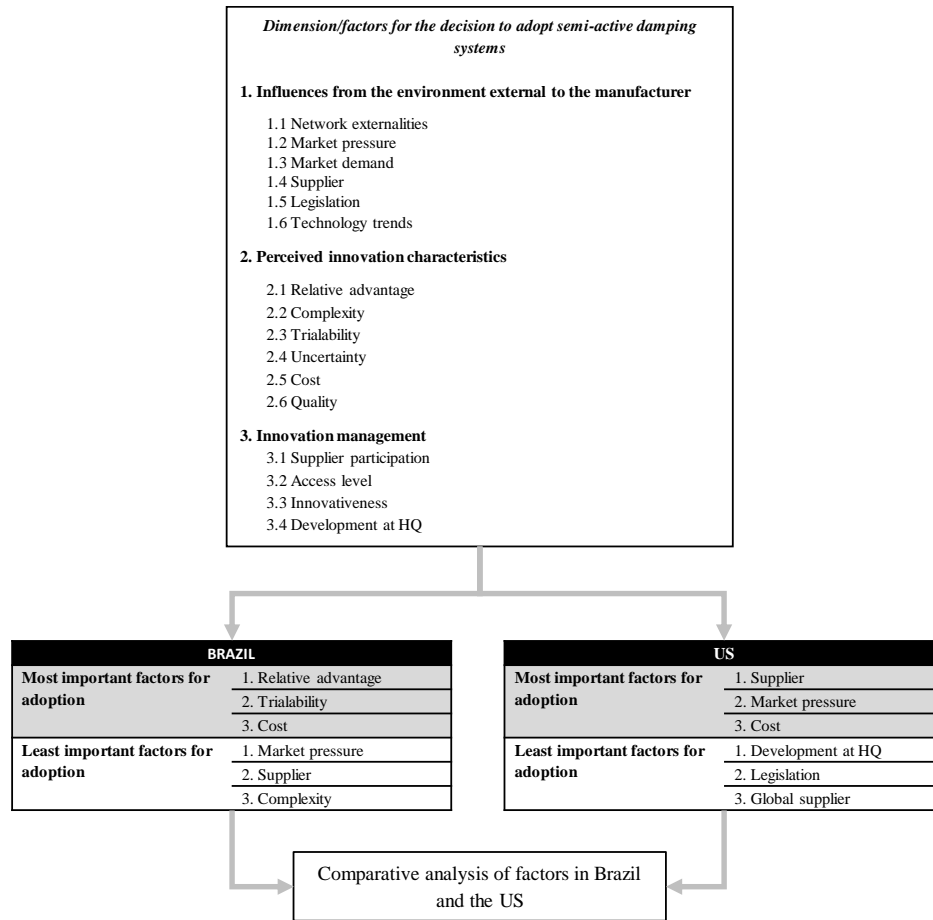 Dimension/factors for the decision to adopt semi-active damping
systems
1. Influences from the environment external to the manufacturer
1.1 Network externalities
1.2 Market pressure
1.3 Market demand
1.4 Supplier
1.5 Legislation
1.6 Technology trends
2. Perceived innovation characteristics
2.1 Relative advantage
2.2 Complexity
2.3 Trialability
2.4 Uncertainty
2.5 Cost
2.6 Quality
3. Innovation management
3.1 Supplier participation
3.2 Access level
3.3 Innovativeness
3.4 Development at HQ
BRAZIL
Most important factors for
adoption
1. Relative advantage
2. Trialability
3. Cost
Least important factors for
adoption
1. Market pressure
2. Supplier
3. Complexity
US
Most important factors for
adoption
1. Supplier
2. Market pressure
3. Cost
Least important factors for
adoption
1. Development at HQ
2. Legislation
3. Global supplier
Comparative analysis of factors in Brazil
and the US